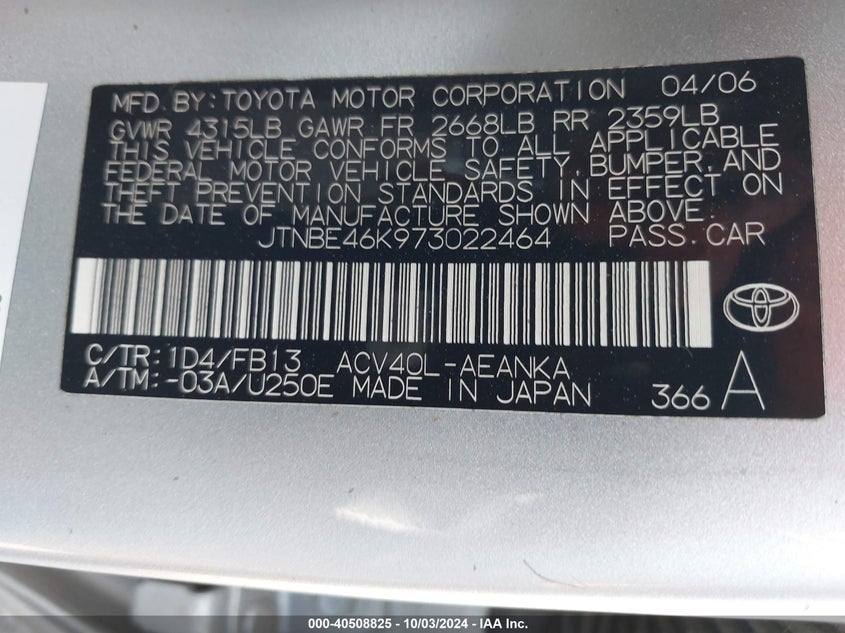 MFD. BY: TOYOTA MOTOR CORPORATION 04/06
GVWR 4315LB GAWR FR 2668LB RR 2359LB
THIS VEHICLE CONFORMS TO ALL APPLICABLE
FEDERAL MOTOR VEHICLE SAFETY, BUMPER, AND
THEFT PREVENTION STANDARDS IN EFFECT ON
THE DATE OF MANUFACTURE SHOWN ABOVE.
JTNBE46K973022464 PASS. CAR
C/TR: 1D4/FB13 ACV40L-AEANKA
A/TM: -03A/U250E MADE IN JAPAN 366 A
000-40508825 - 10/03/2024 - IAA Inc.